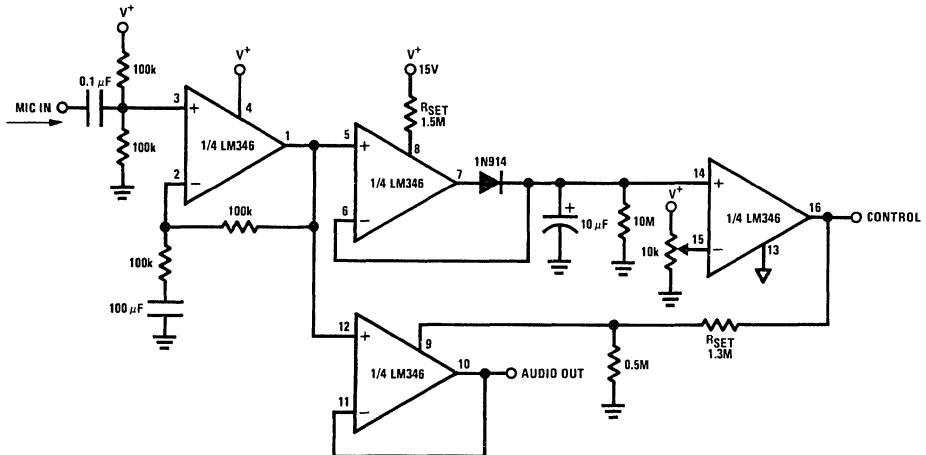 V+
100k
0.1 μF
MIC IN
100k
3
+
V+
4
1/4 LM346
1
2
−
100k
100k
100 μF
V+
15V
RSET
1.5M
8
5
+
1/4 LM346
7
6
−
1N914
+
10 μF
10M
V+
10k
14
+
1/4 LM346
16
15
−
13
CONTROL
12
+
9
1/4 LM346
10
11
−
AUDIO OUT
0.5M
RSET
1.3M